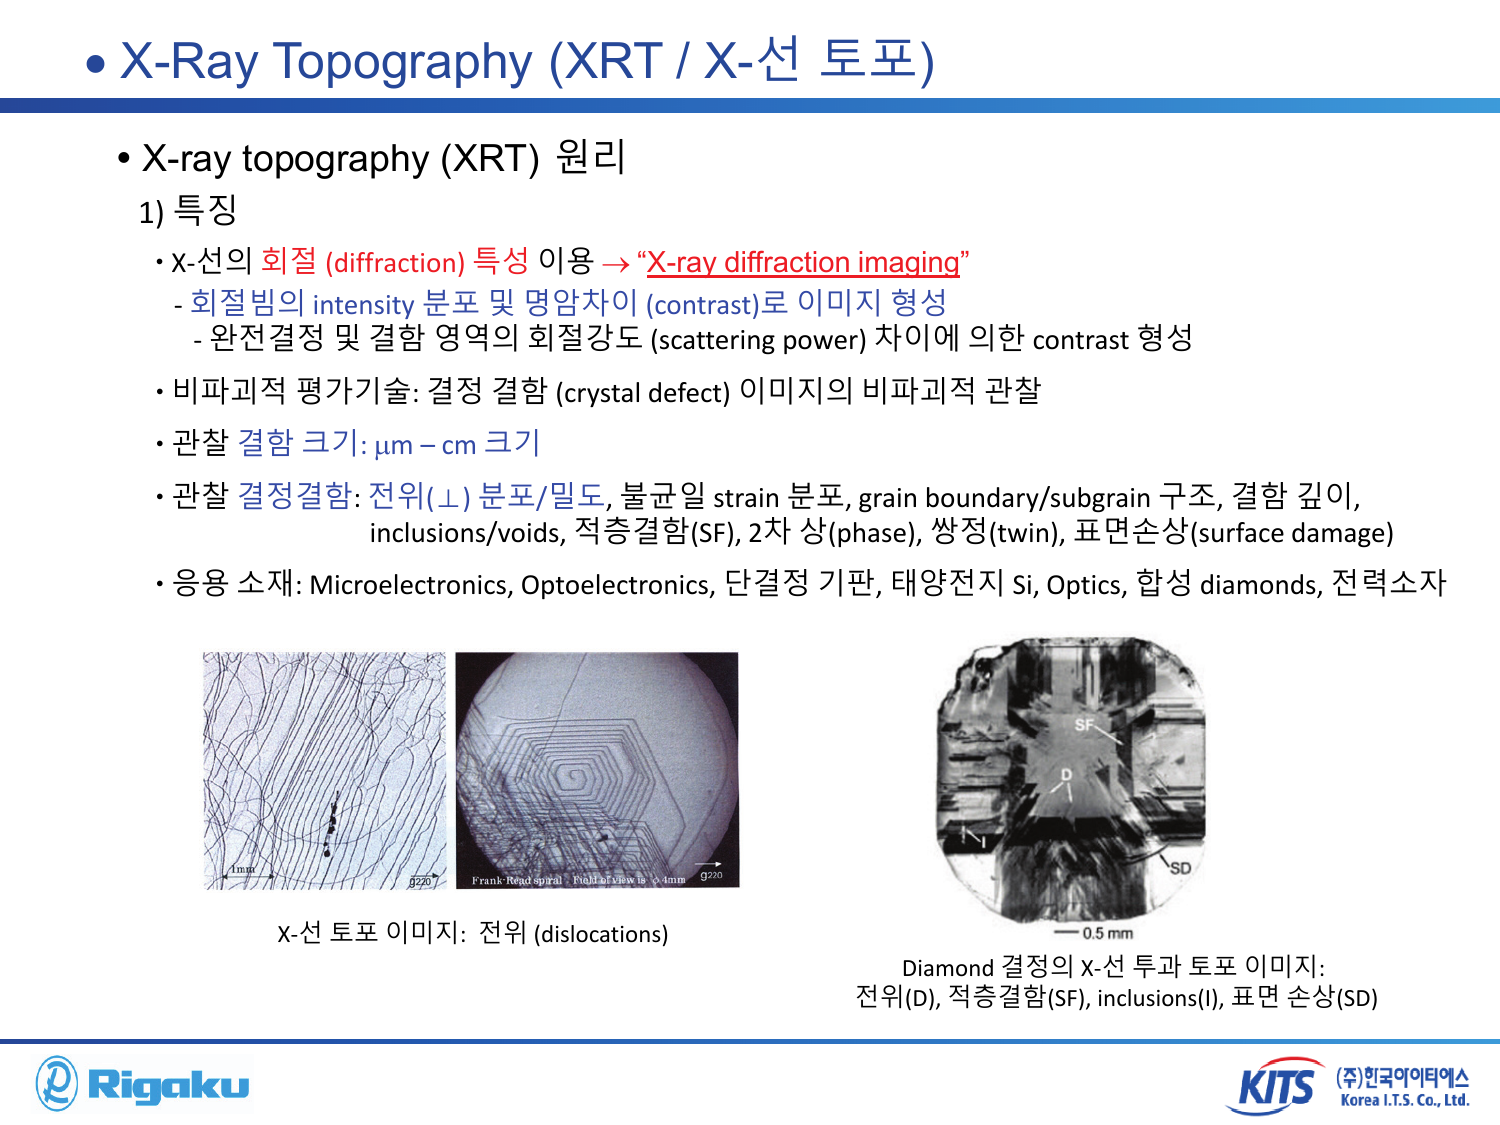 • X-Ray Topography (XRT / X-선 토포)
• X-ray topography (XRT) 원리
1) 특징
· X-선의 회절 (diffraction) 특성 이용 → “X-ray diffraction imaging”
- 회절빔의 intensity 분포 및 명암차이 (contrast)로 이미지 형성
- 완전결정 및 결함 영역의 회절강도 (scattering power) 차이에 의한 contrast 형성
· 비파괴적 평가기술: 결정 결함 (crystal defect) 이미지의 비파괴적 관찰
· 관찰 결함 크기: μm – cm 크기
· 관찰 결정결함: 전위(⊥) 분포/밀도, 불균일 strain 분포, grain boundary/subgrain 구조, 결함 깊이,
inclusions/voids, 적층결함(SF), 2차 상(phase), 쌍정(twin), 표면손상(surface damage)
· 응용 소재: Microelectronics, Optoelectronics, 단결정 기판, 태양전지 Si, Optics, 합성 diamonds, 전력소자
1mm
g220
Frank-Read spiral Field of view is ϕ 4mm
g220
X-선 토포 이미지: 전위 (dislocations)
SF
D
I
SD
0.5 mm
Diamond 결정의 X-선 투과 토포 이미지:
전위(D), 적층결함(SF), inclusions(I), 표면 손상(SD)
Rigaku
KITS
(주)한국아이티에스
Korea I.T.S. Co., Ltd.